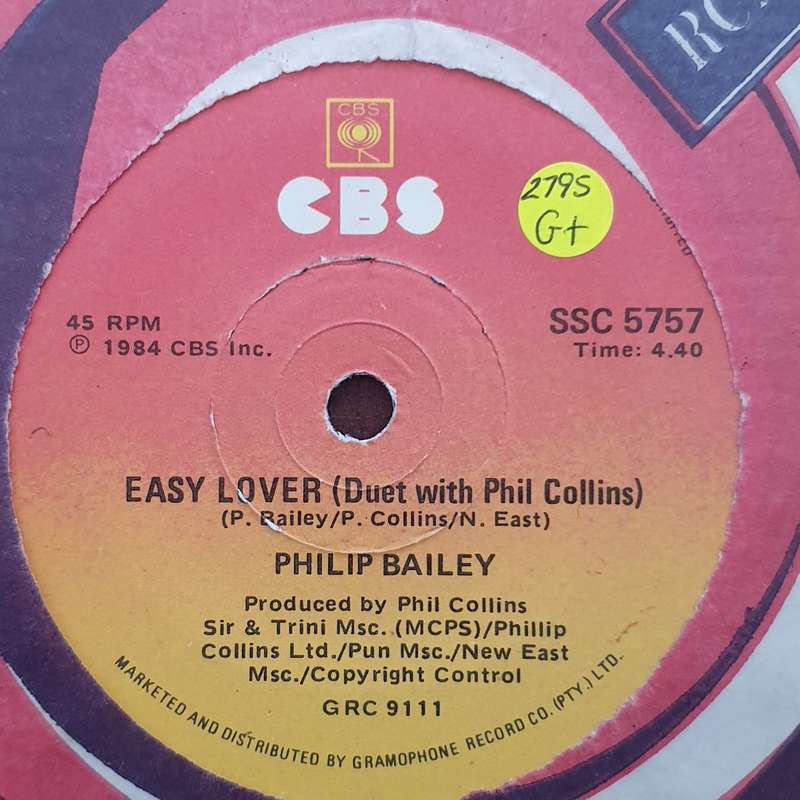 RC
CBS
CBS
2795
G+
45 RPM
Ⓟ 1984 CBS Inc.
SSC 5757
Time: 4.40
EASY LOVER (Duet with Phil Collins)
(P. Bailey/P. Collins/N. East)
PHILIP BAILEY
Produced by Phil Collins
Sir & Trini Msc. (MCPS)/Phillip
Collins Ltd./Pun Msc./New East
Msc./Copyright Control
GRC 9111
MARKETED AND DISTRIBUTED BY GRAMOPHONE RECORD CO. (PTY.) LTD.